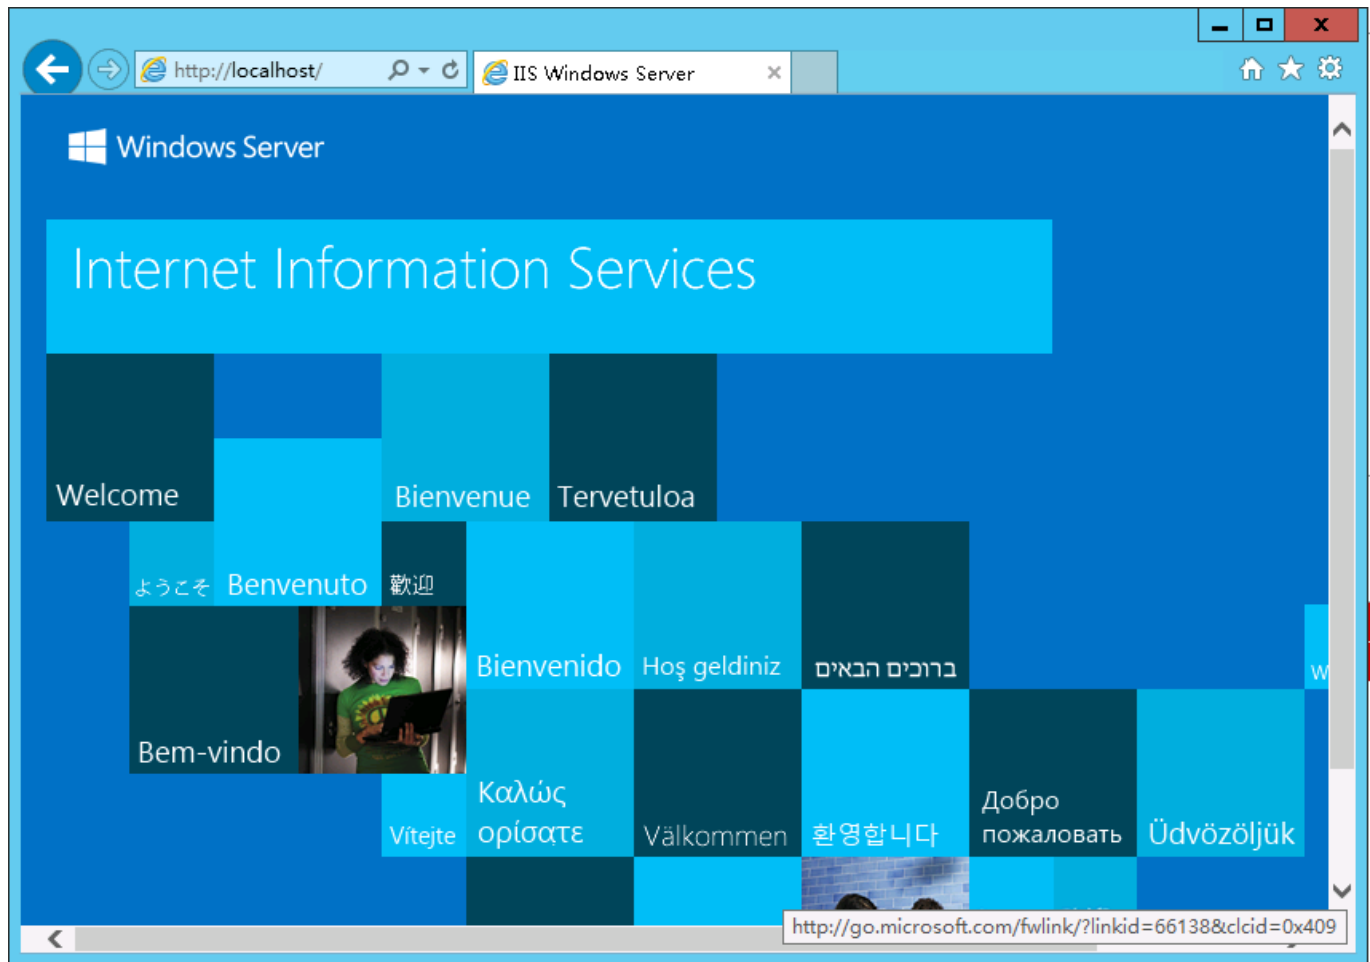 http://localhost/
IIS Windows Server
Windows Server
Internet Information Services
Welcome
Bienvenue
Tervetuloa
ようこそ
Benvenuto
歡迎
Bienvenido
Hoş geldiniz
ברוכים הבאים
Bem-vindo
Vítejte
Καλώς
ορίσατε
Välkommen
환영합니다
Добро
пожаловать
Üdvözöljük
http://go.microsoft.com/fwlink/?linkid=66138&clcid=0x409